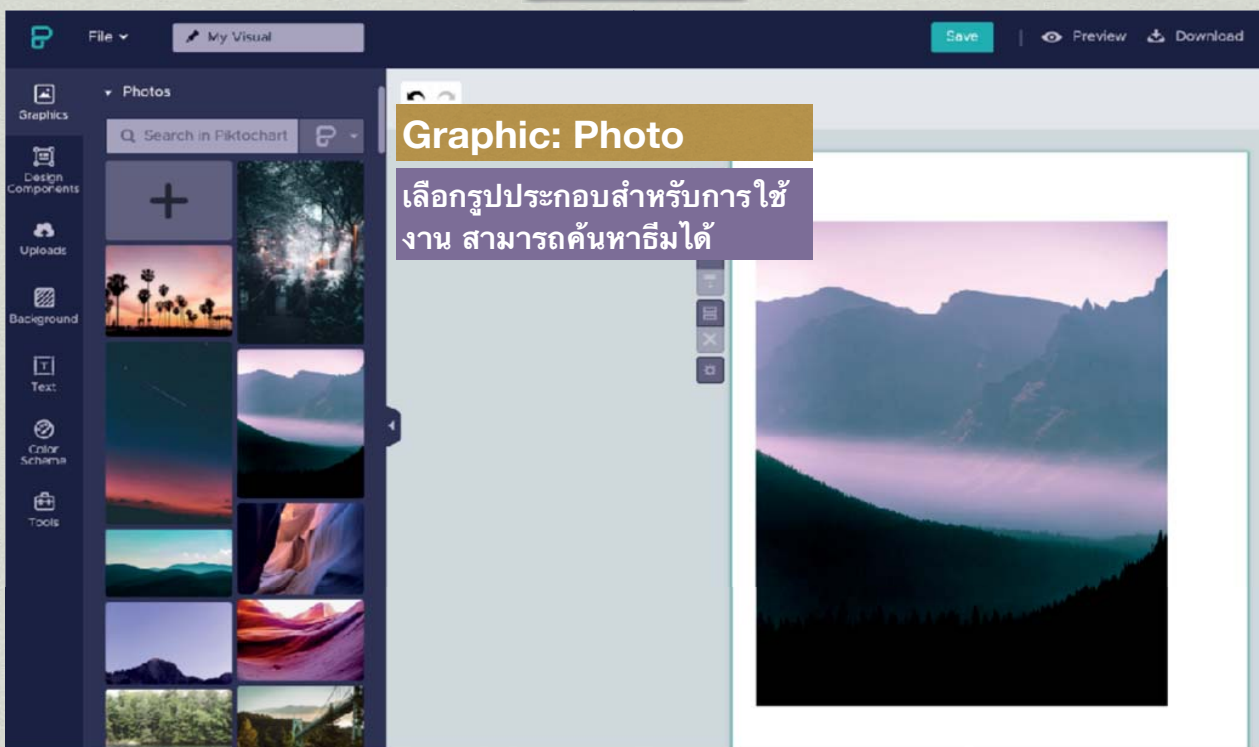 File
My Visual
Save
|
Preview
Download
Graphics
Design
Components
Uploads
Background
Text
Color
Scheme
Tools
Photos
Search in Piktochart
Graphic: Photo
เลือกรูปประกอบสำหรับการใช้
งาน สามารถค้นหาธีมได้